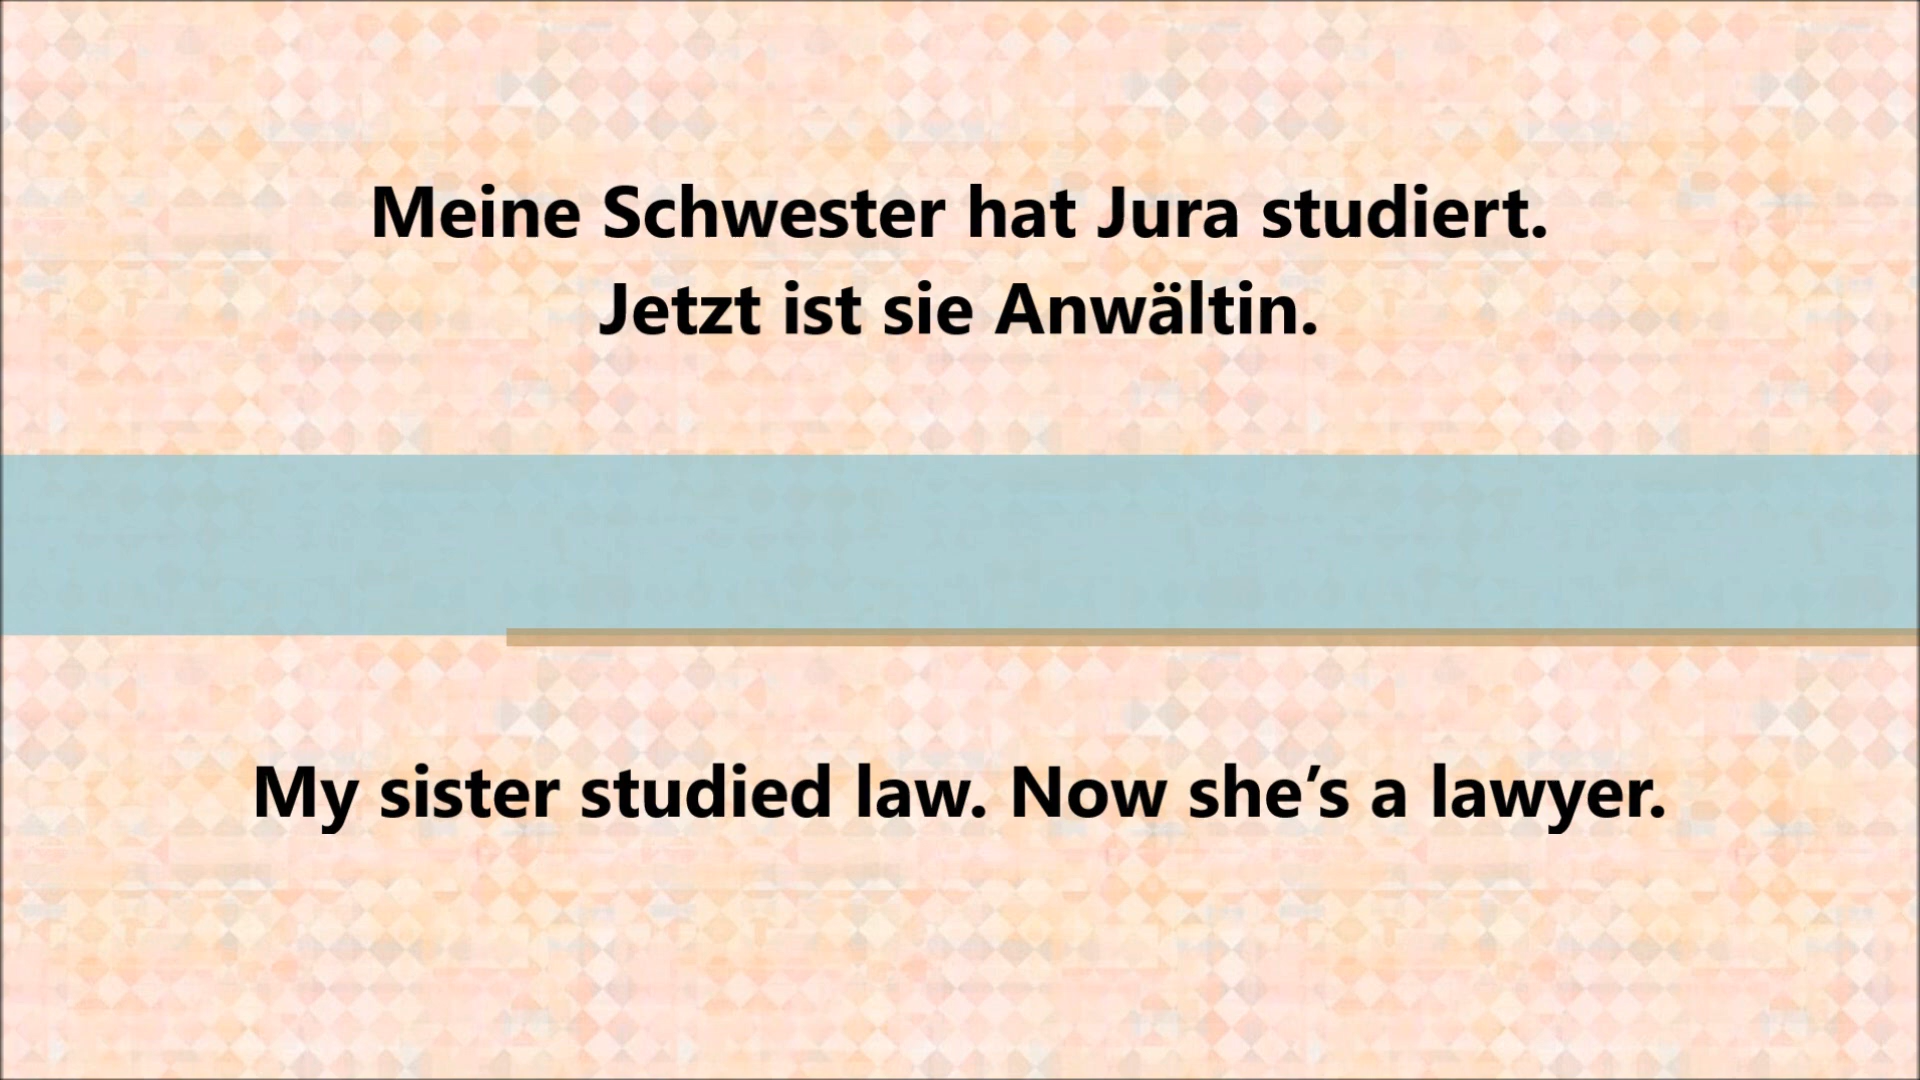 Meine Schwester hat Jura studiert.
Jetzt ist sie Anwältin.
My sister studied law. Now she’s a lawyer.